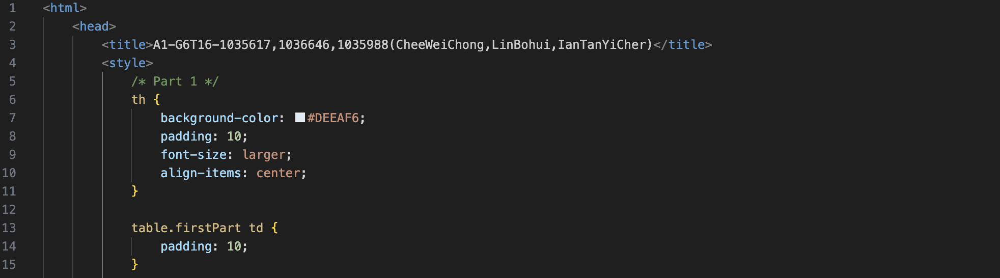 1 <html>
2 <head>
3 <title>A1-G6T16-1035617,1036646,1035988(CheeWeiChong,LinBohui,IanTanYiCher)</title>
4 <style>
5 /* Part 1 */
6 th {
7 background-color: #DEEAF6;
8 padding: 10;
9 font-size: larger;
10 align-items: center;
11 }
12
13 table.firstPart td {
14 padding: 10;
15 }